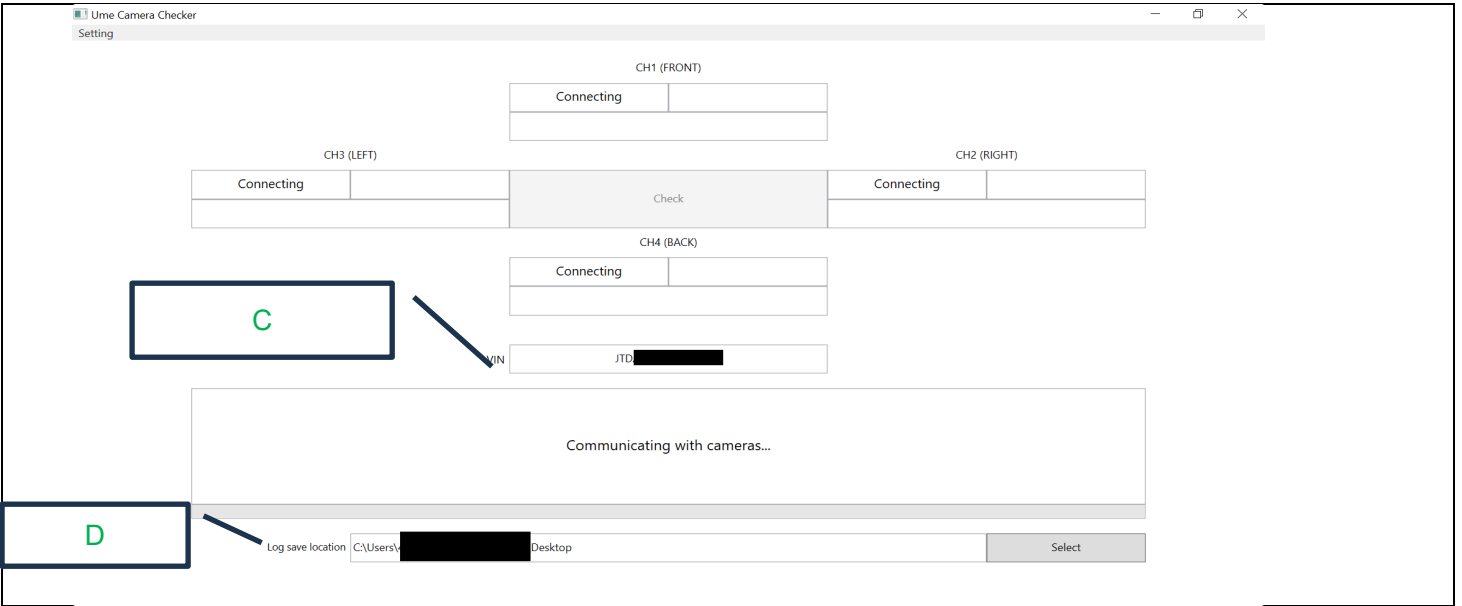 Ume Camera Checker
Setting
CH1 (FRONT)
Connecting
CH3 (LEFT)
CH2 (RIGHT)
Connecting
Check
Connecting
CH4 (BACK)
Connecting
C
VIN JTD
Communicating with cameras...
D
Log save location C:\Users\ Desktop Select